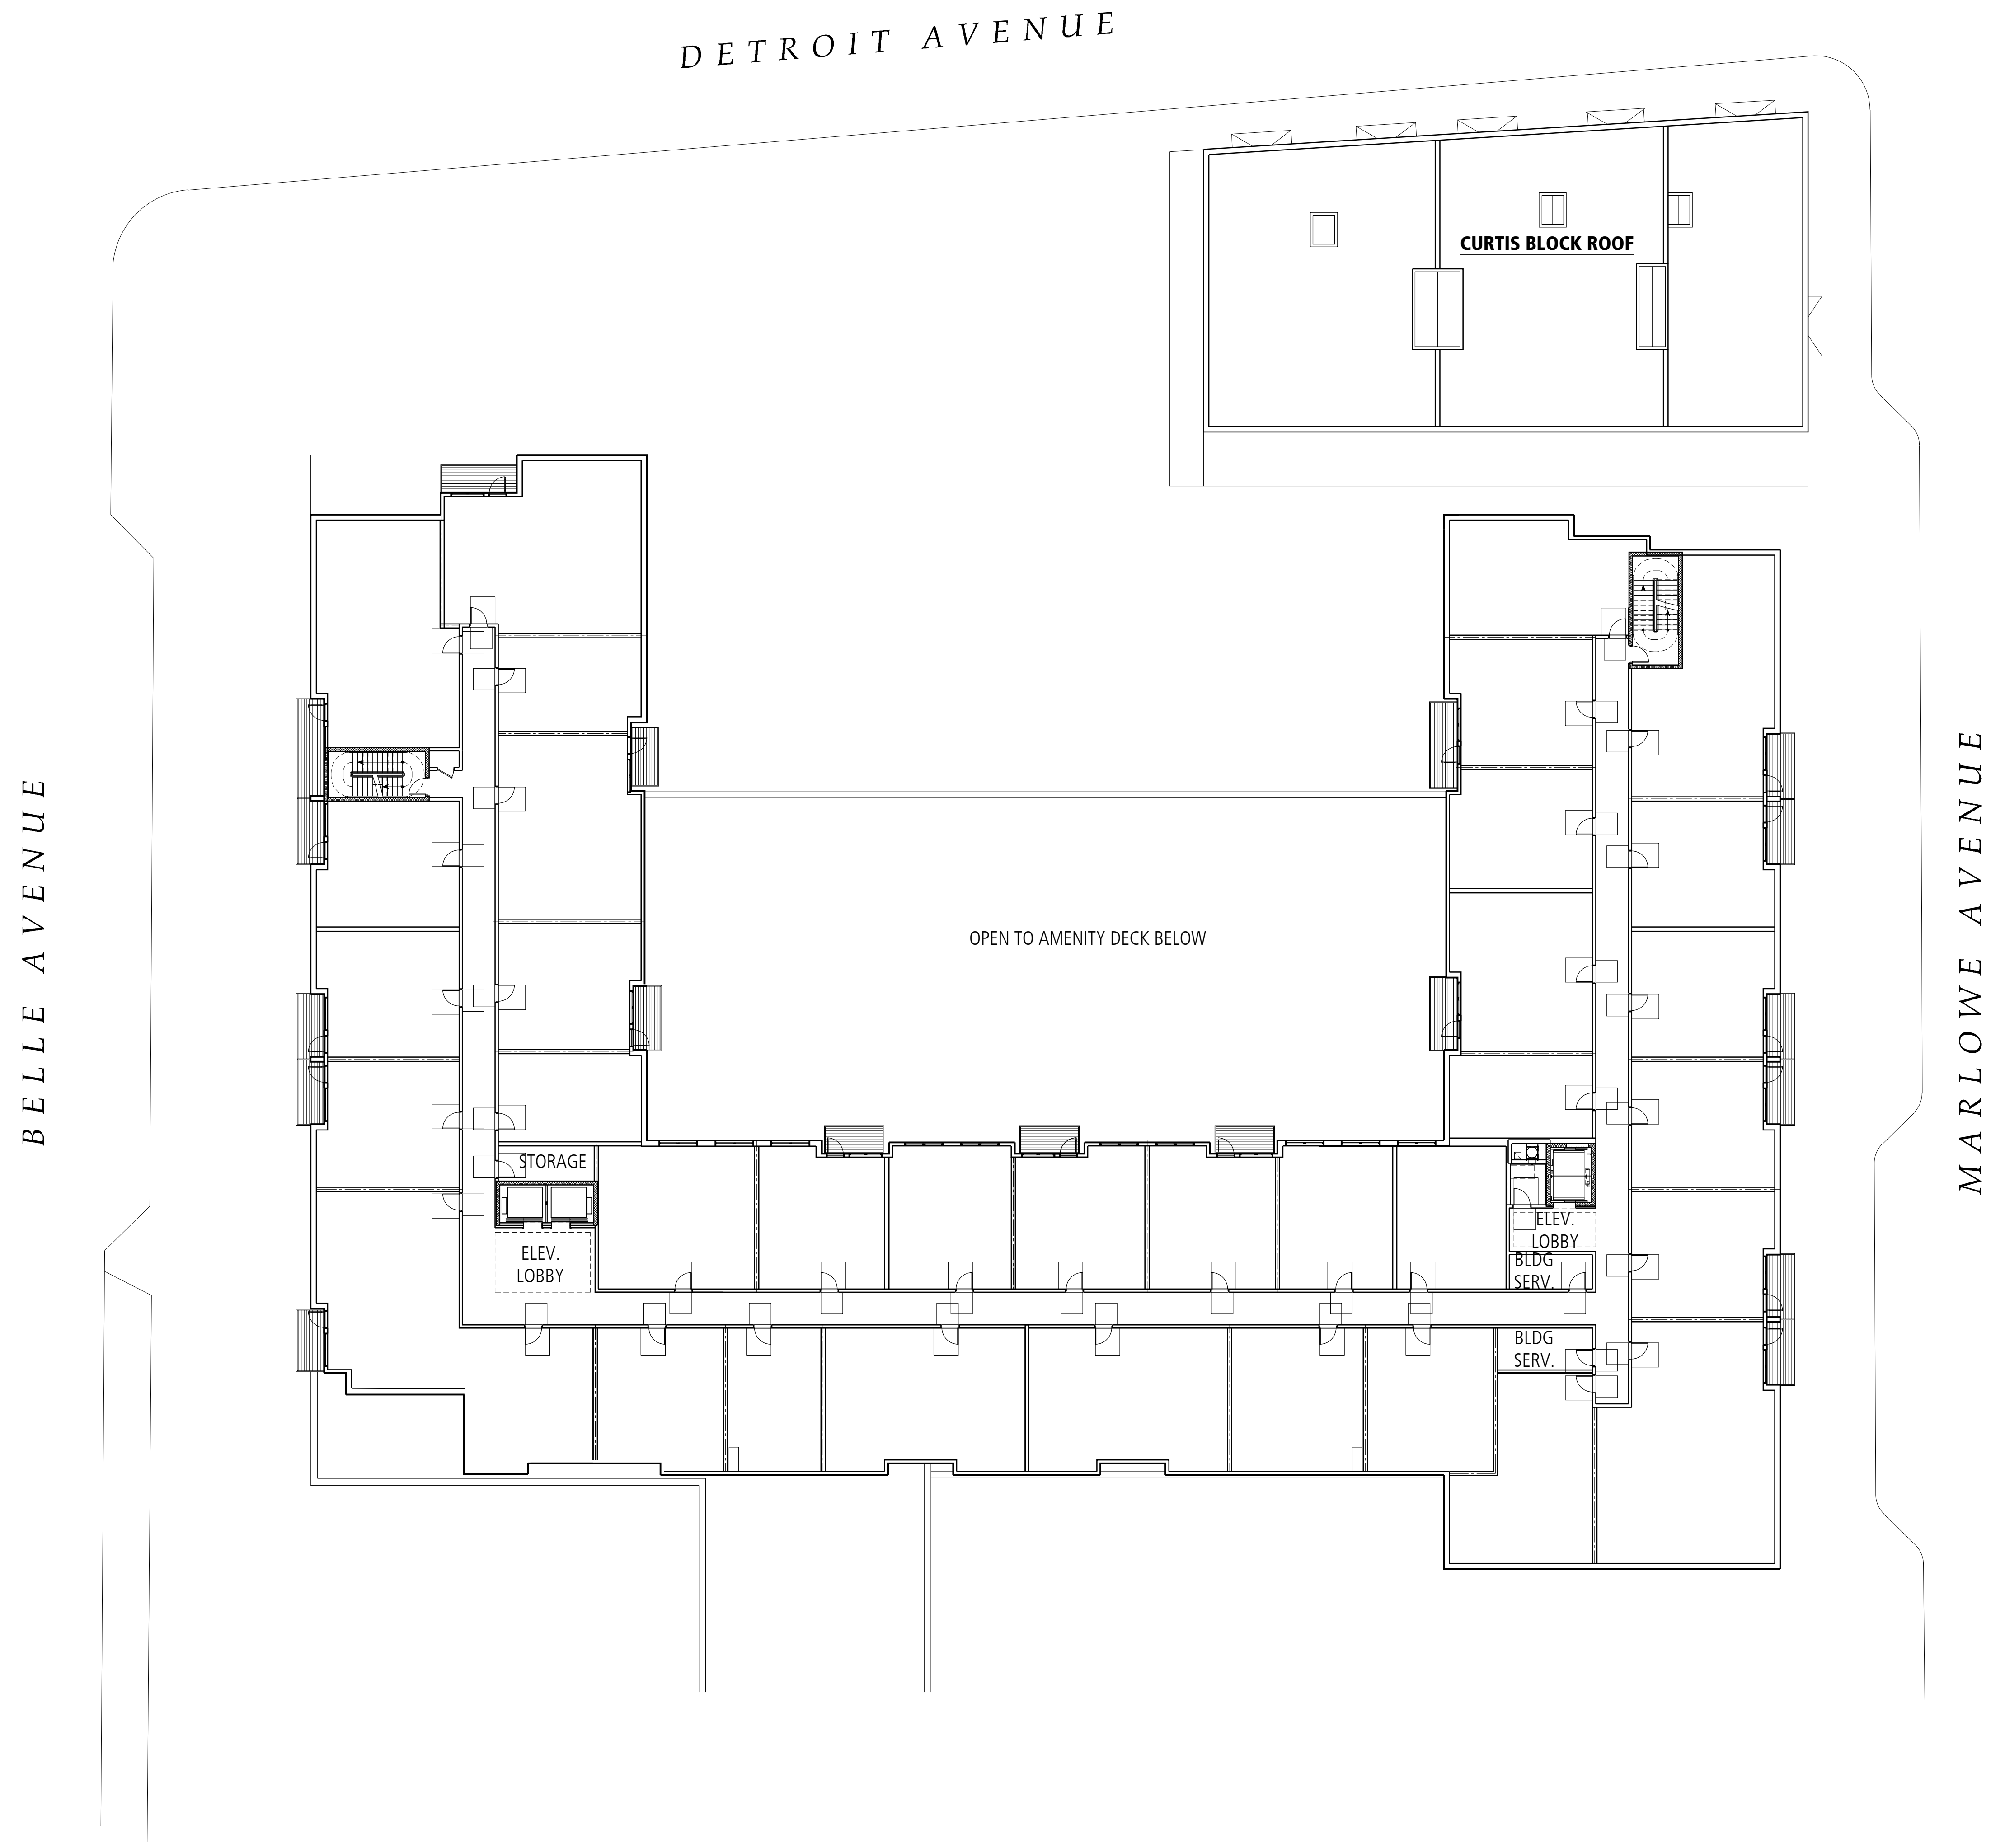 DETROIT AVENUE
CURTIS BLOCK ROOF
BELLE AVENUE
MARLOWE AVENUE
OPEN TO AMENITY DECK BELOW
STORAGE
ELEV.
LOBBY
ELEV.
LOBBY
BLDG
SERV.
BLDG
SERV.